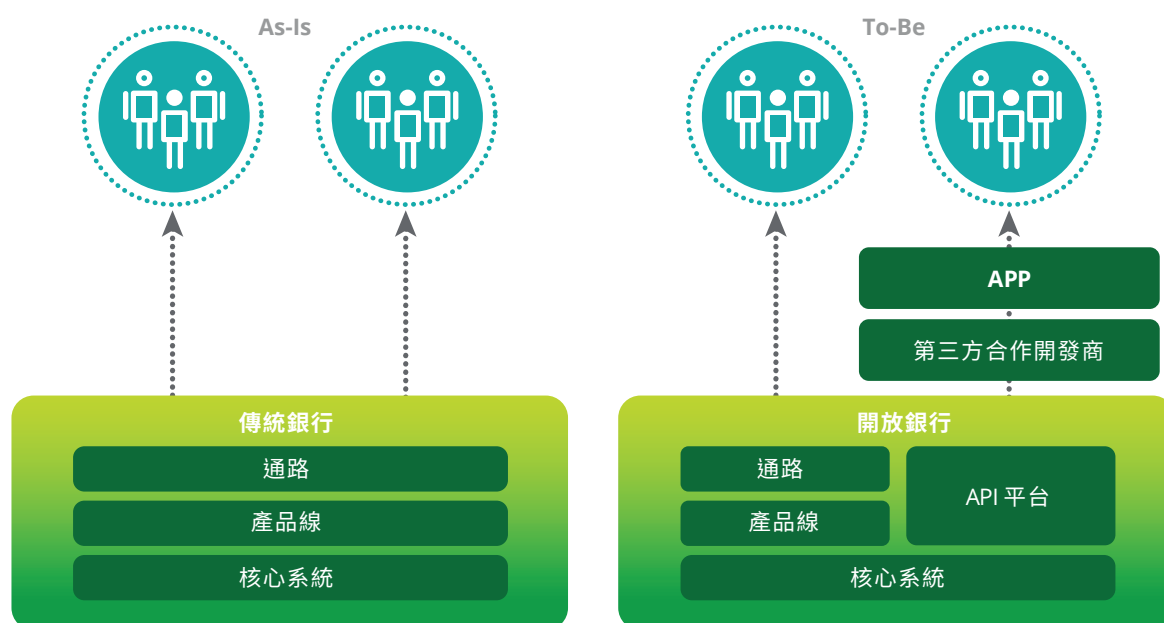 As-Is
傳統銀行
通路
產品線
核心系統
To-Be
APP
第三方合作開發商
開放銀行
通路
產品線
API 平台
核心系統